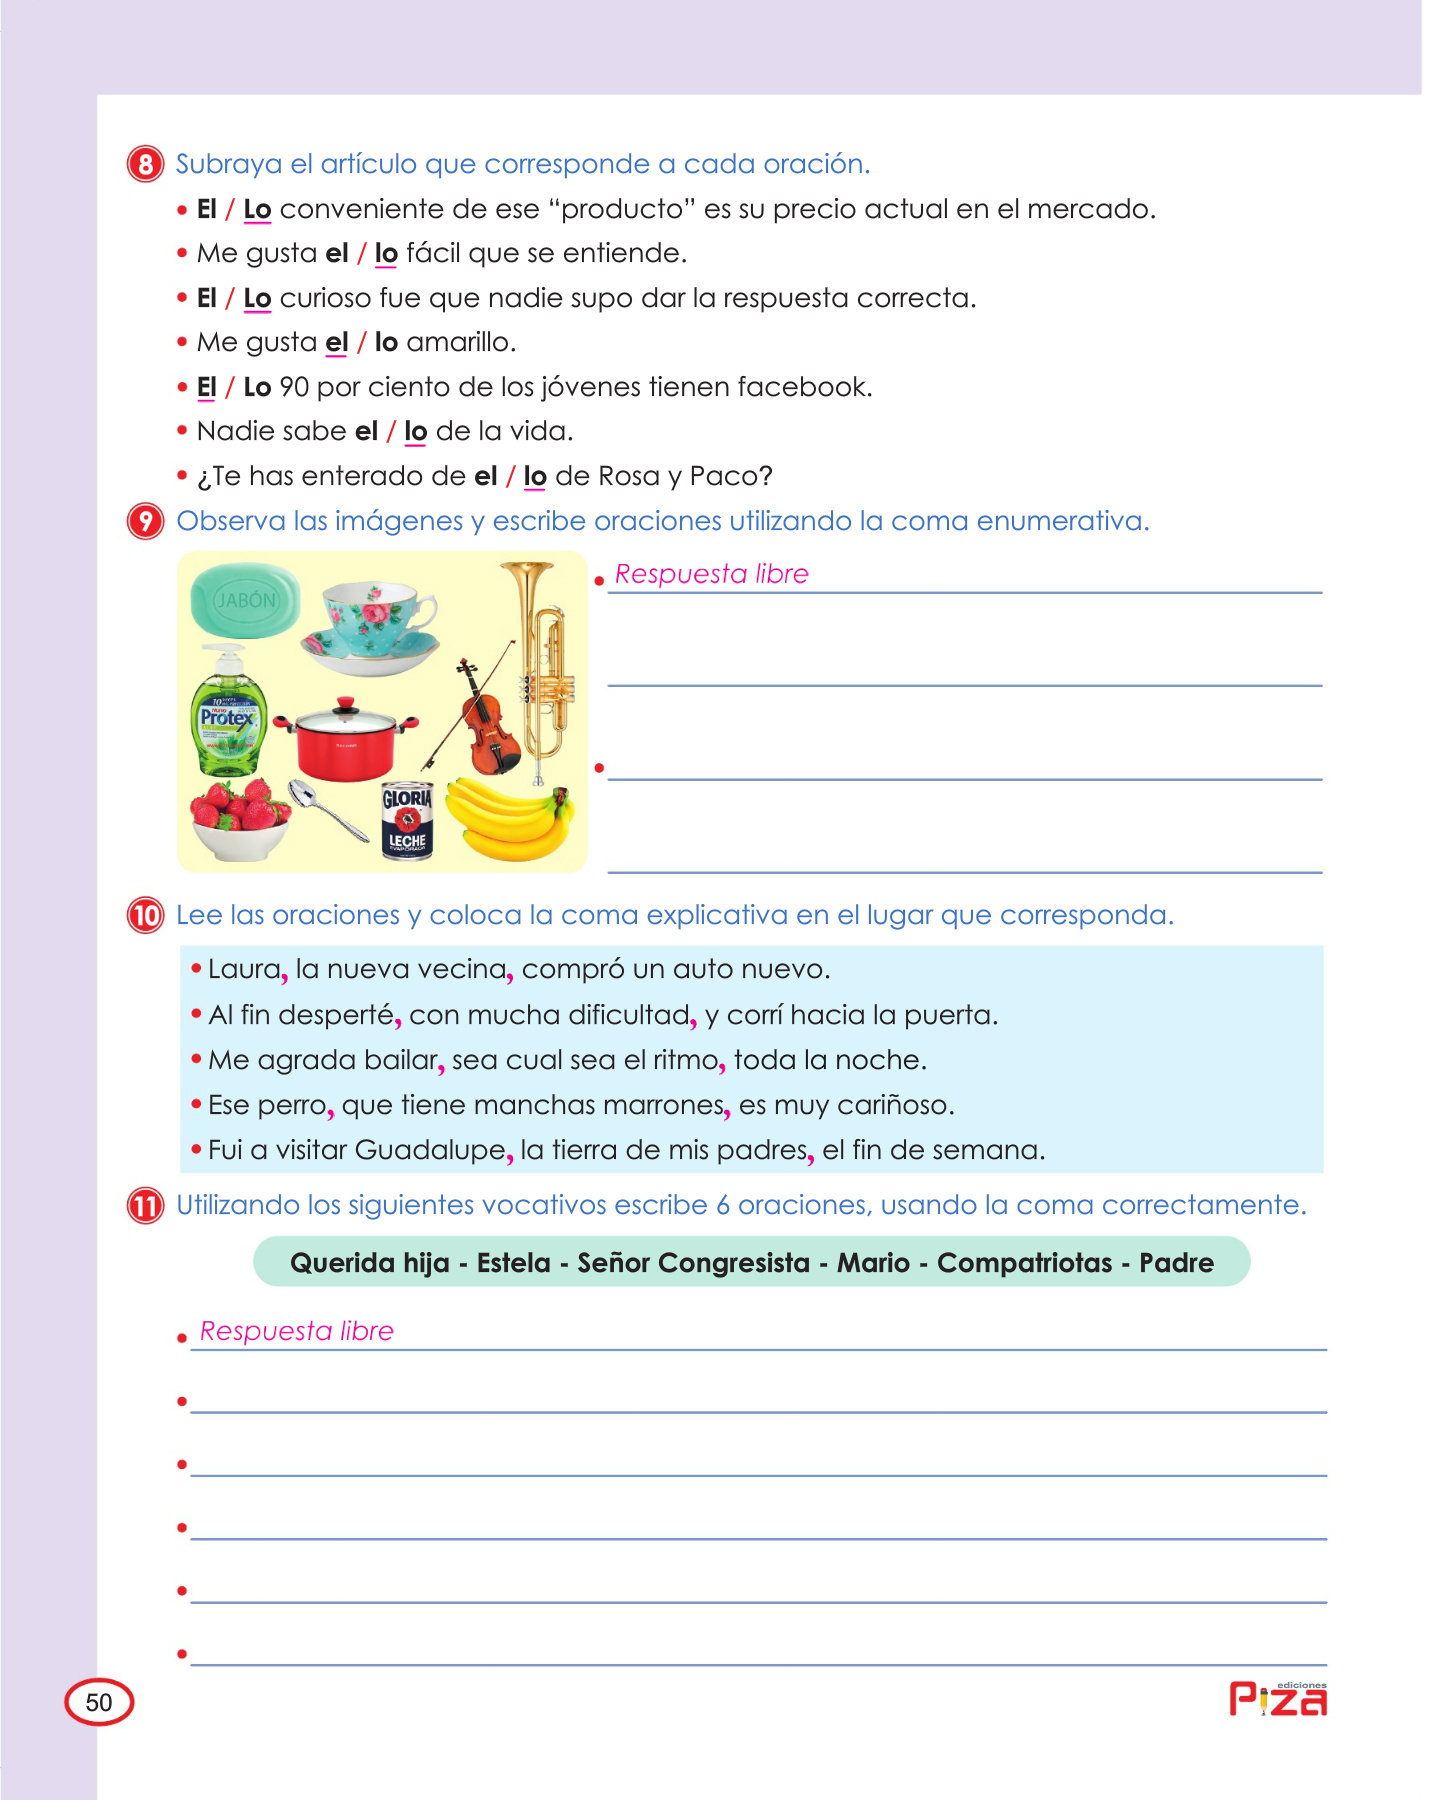 8 Subraya el artículo que corresponde a cada oración.
• El / Lo conveniente de ese “producto” es su precio actual en el mercado.
• Me gusta el / lo fácil que se entiende.
• El / Lo curioso fue que nadie supo dar la respuesta correcta.
• Me gusta el / lo amarillo.
• El / Lo 90 por ciento de los jóvenes tienen facebook.
• Nadie sabe el / lo de la vida.
• ¿Te has enterado de el / lo de Rosa y Paco?
9 Observa las imágenes y escribe oraciones utilizando la coma enumerativa.
JABÓN
10
Protex
GLORIA
LECHE
EVAPORADA
• Respuesta libre
•
10 Lee las oraciones y coloca la coma explicativa en el lugar que corresponda.
• Laura, la nueva vecina, compró un auto nuevo.
• Al fin desperté, con mucha dificultad, y corrí hacia la puerta.
• Me agrada bailar, sea cual sea el ritmo, toda la noche.
• Ese perro, que tiene manchas marrones, es muy cariñoso.
• Fui a visitar Guadalupe, la tierra de mis padres, el fin de semana.
11 Utilizando los siguientes vocativos escribe 6 oraciones, usando la coma correctamente.
Querida hija - Estela - Señor Congresista - Mario - Compatriotas - Padre
• Respuesta libre
•
•
•
•
•
50
ediciones
Piza